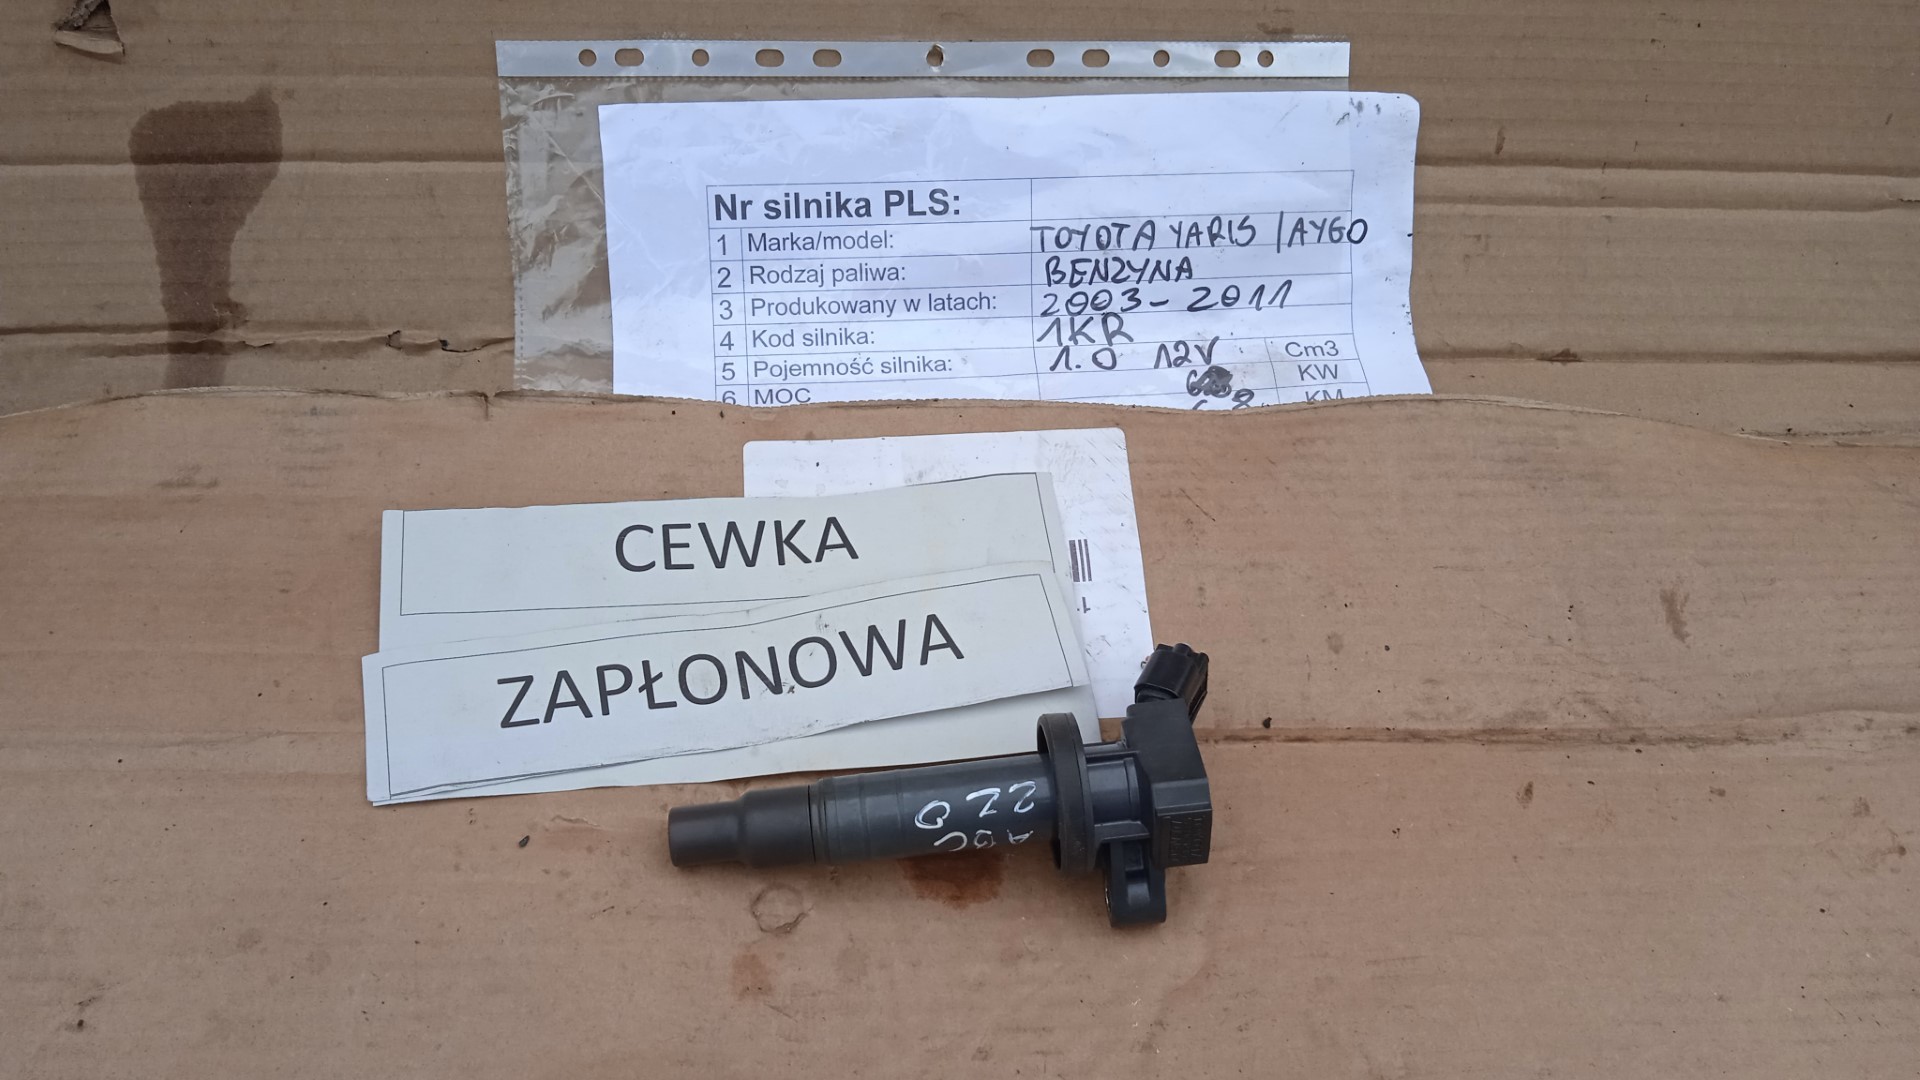 Nr silnika PLS:
1 Marka/model: TOYOTA YARIS / AYGO
2 Rodzaj paliwa: BENZYNA
3 Produkowany w latach: 2003 - 2011
4 Kod silnika: 1KR
5 Pojemność silnika: 1.0 12V Cm3
6 MOC KW
KM
CEWKA
ZAPŁONOWA